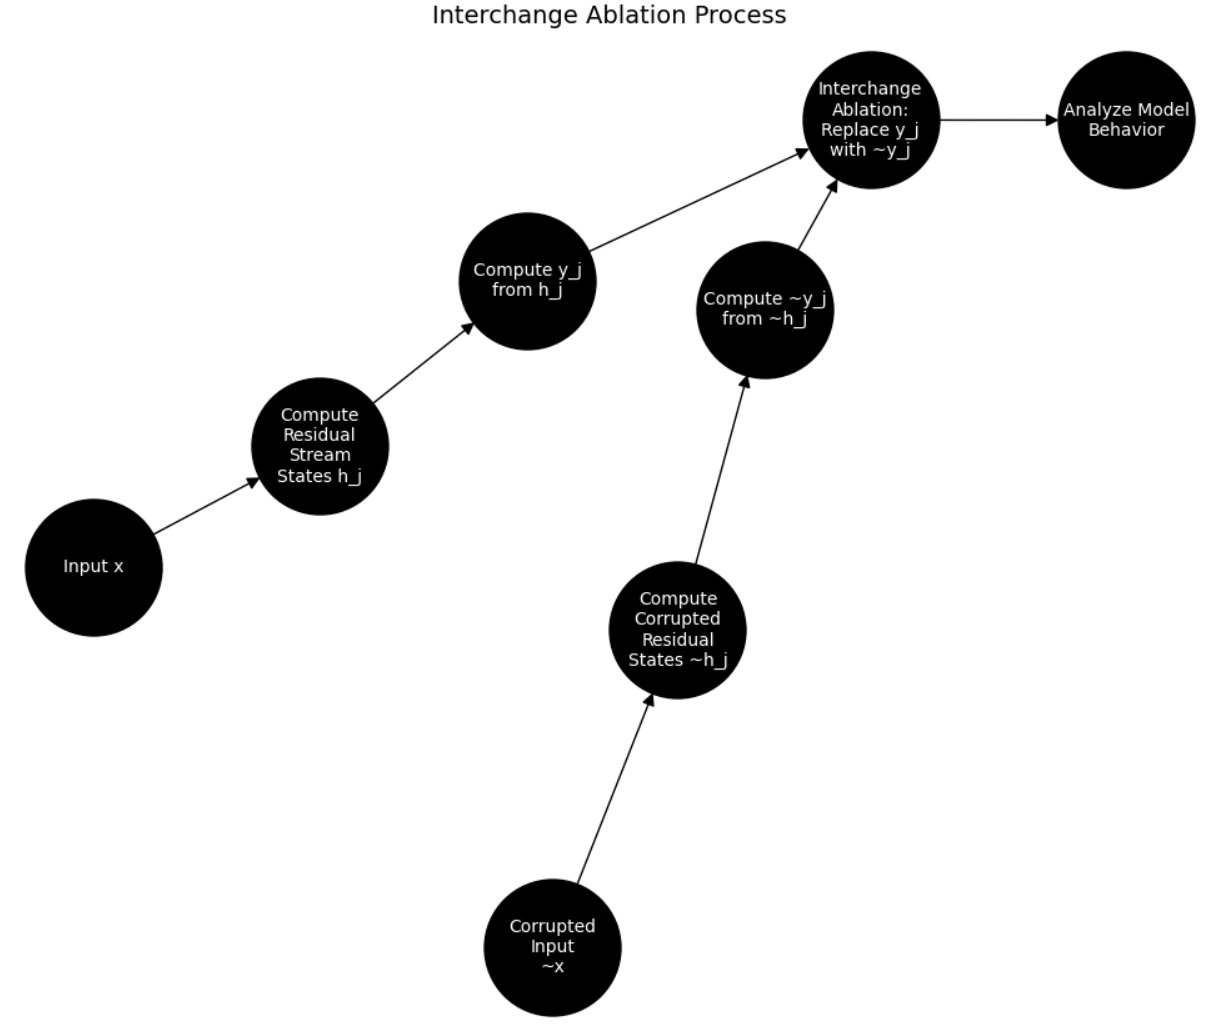 Interchange Ablation Process
Interchange
Ablation:
Replace y_j
with ~y_j
Analyze Model
Behavior
Compute y_j
from h_j
Compute ~y_j
from ~h_j
Compute
Residual
Stream
States h_j
Input x
Compute
Corrupted
Residual
States ~h_j
Corrupted
Input
~x